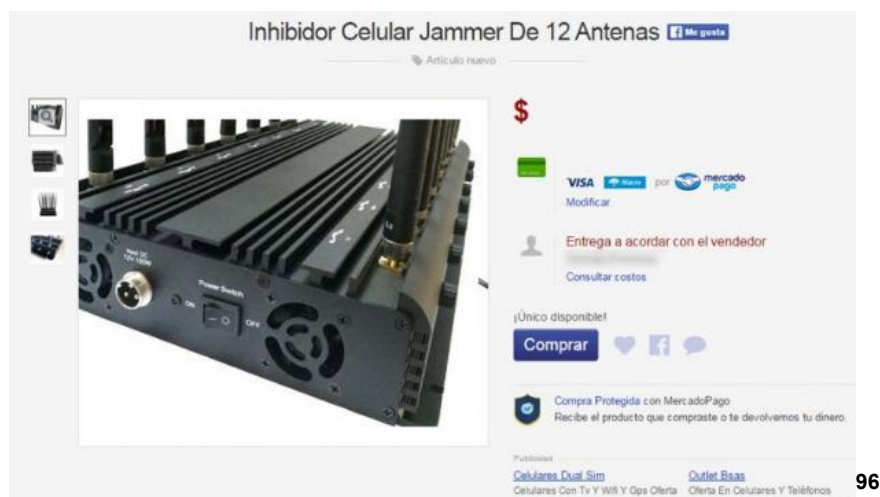 Inhibidor Celular Jammer De 12 Antenas
Me gusta
Artículo nuevo
$
VISA
Macro
por
mercado
pago
Modificar
Entrega a acordar con el vendedor
Consultar costos
¡Único disponible!
Comprar
Compra Protegida con MercadoPago
Recibe el producto que compraste o te devolvemos tu dinero.
Publicidad
Celulares Dual Sim
Celulares Con Tv Y Wifi Y Gps Oferta
Outlet Bsas
Oferta En Celulares Y Teléfonos
12V 150W
Power Switch
ON
OFF
96